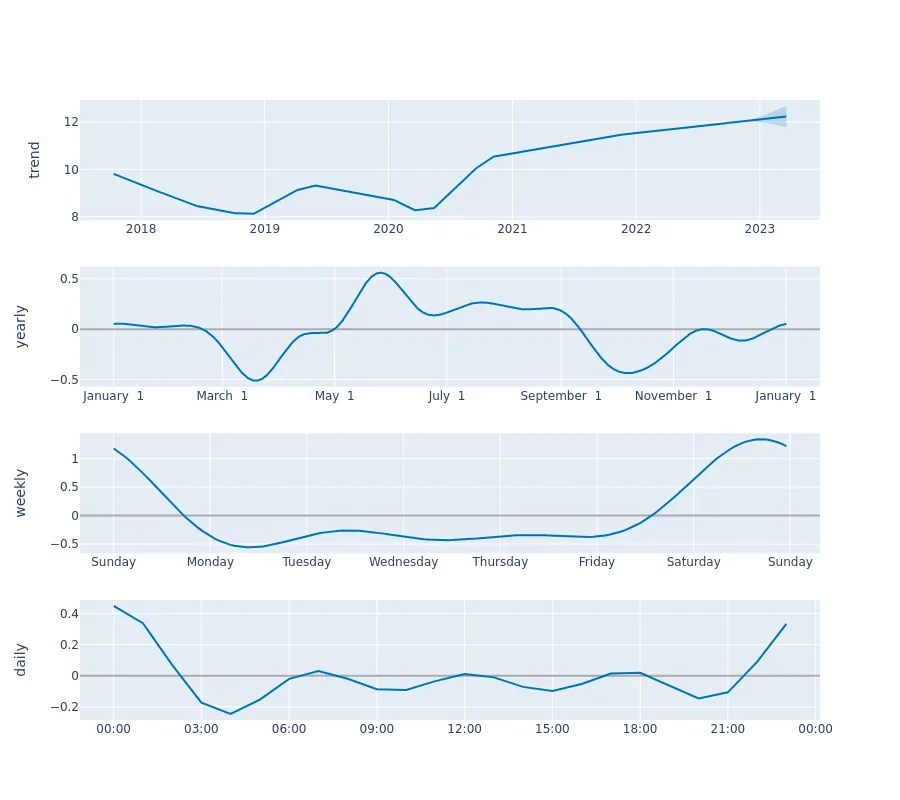 trend
12
10
8
2018 2019 2020 2021 2022 2023
yearly
0.5
0
−0.5
January 1 March 1 May 1 July 1 September 1 November 1 January 1
weekly
1
0.5
0
−0.5
Sunday Monday Tuesday Wednesday Thursday Friday Saturday Sunday
daily
0.4
0.2
0
−0.2
00:00 03:00 06:00 09:00 12:00 15:00 18:00 21:00 00:00